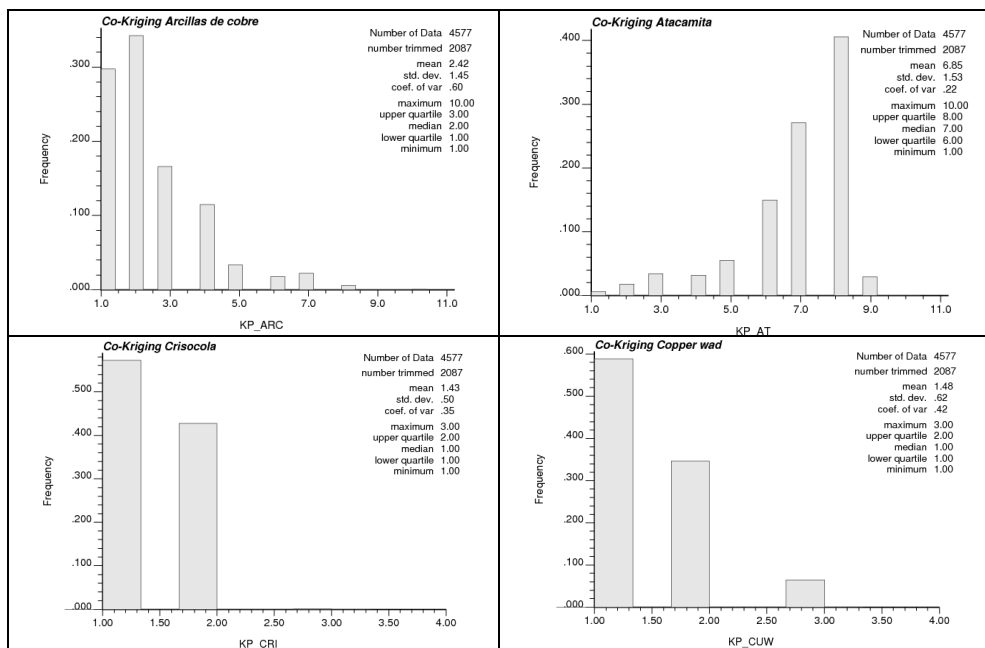 Co-Kriging Arcillas de cobre
Number of Data 4577
number trimmed 2087
mean 2.42
std. dev. 1.45
coef. of var .60
maximum 10.00
upper quartile 3.00
median 2.00
lower quartile 1.00
minimum 1.00
Frequency
.300
.200
.100
.000
1.0 3.0 5.0 7.0 9.0 11.0
KP_ARC
Co-Kriging Atacamita
Number of Data 4577
number trimmed 2087
mean 6.85
std. dev. 1.53
coef. of var .22
maximum 10.00
upper quartile 8.00
median 7.00
lower quartile 6.00
minimum 1.00
Frequency
.400
.300
.200
.100
.000
1.0 3.0 5.0 7.0 9.0 11.0
KP_AT
Co-Kriging Crisocola
Number of Data 4577
number trimmed 2087
mean 1.43
std. dev. .50
coef. of var .35
maximum 3.00
upper quartile 2.00
median 1.00
lower quartile 1.00
minimum 1.00
Frequency
.500
.400
.300
.200
.100
.000
1.00 1.50 2.00 2.50 3.00 3.50 4.00
KP_CRI
Co-Kriging Copper wad
Number of Data 4577
number trimmed 2087
mean 1.48
std. dev. .62
coef. of var .42
maximum 3.00
upper quartile 2.00
median 1.00
lower quartile 1.00
minimum 1.00
Frequency
.600
.500
.400
.300
.200
.100
.000
1.00 1.50 2.00 2.50 3.00 3.50 4.00
KP_CUW